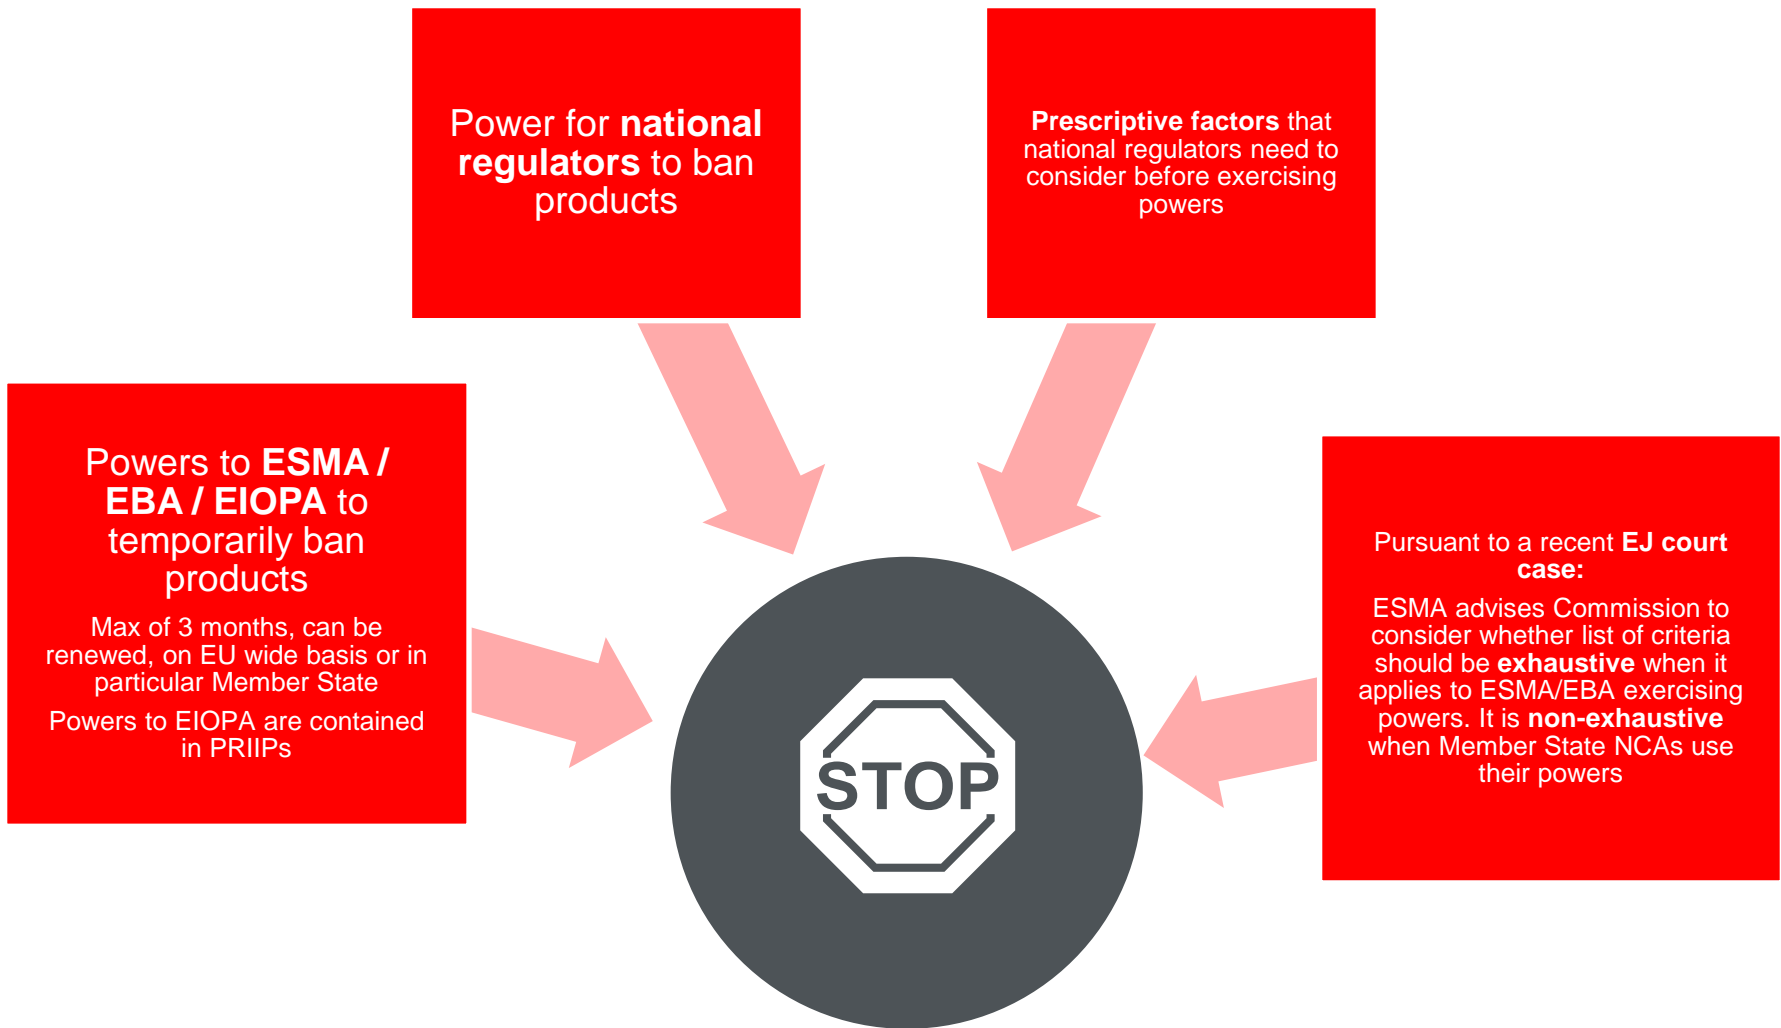 Power for national
regulators to ban
products
Prescriptive factors that
national regulators need to
consider before exercising
powers
Powers to ESMA /
EBA / EIOPA to
temporarily ban
products
Max of 3 months, can be
renewed, on EU wide basis or in
particular Member State
Powers to EIOPA are contained
in PRIIPs
Pursuant to a recent EJ court
case:
ESMA advises Commission to
consider whether list of criteria
should be exhaustive when it
applies to ESMA/EBA exercising
powers. It is non-exhaustive
when Member State NCAs use
their powers
STOP